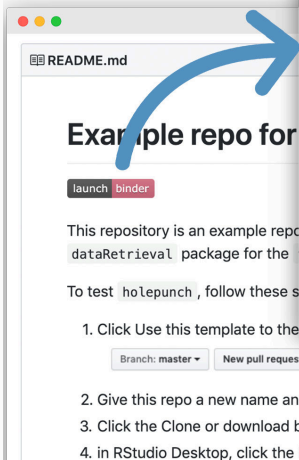 README.md
Example repo for
launch binder
This repository is an example repo
dataRetrieval package for the
To test holepunch, follow these s
1. Click Use this template to the
Branch: master New pull reques
2. Give this repo a new name an
3. Click the Clone or download b
4. in RStudio Desktop, click the